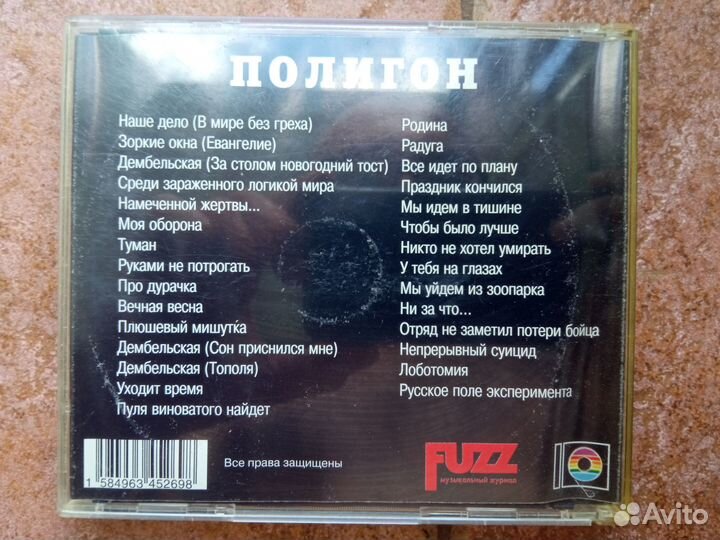 ПОЛИГОН
Наше дело (В мире без греха)
Зоркие окна (Евангелие)
Дембельская (За столом новогодний тост)
Среди зараженного логикой мира
Намеченной жертвы...
Моя оборона
Туман
Руками не потрогать
Про дурачка
Вечная весна
Плюшевый мишутка
Дембельская (Сон приснился мне)
Дембельская (Тополя)
Уходит время
Пуля виноватого найдет
Родина
Радуга
Все идет по плану
Праздник кончился
Мы идем в тишине
Чтобы было лучше
Никто не хотел умирать
У тебя на глазах
Мы уйдем из зоопарка
Ни за что...
Отряд не заметил потери бойца
Непрерывный суицид
Лоботомия
Русское поле эксперимента
1 584963 452698
Все права защищены
FUZZ
музыкальный журнал
Avito